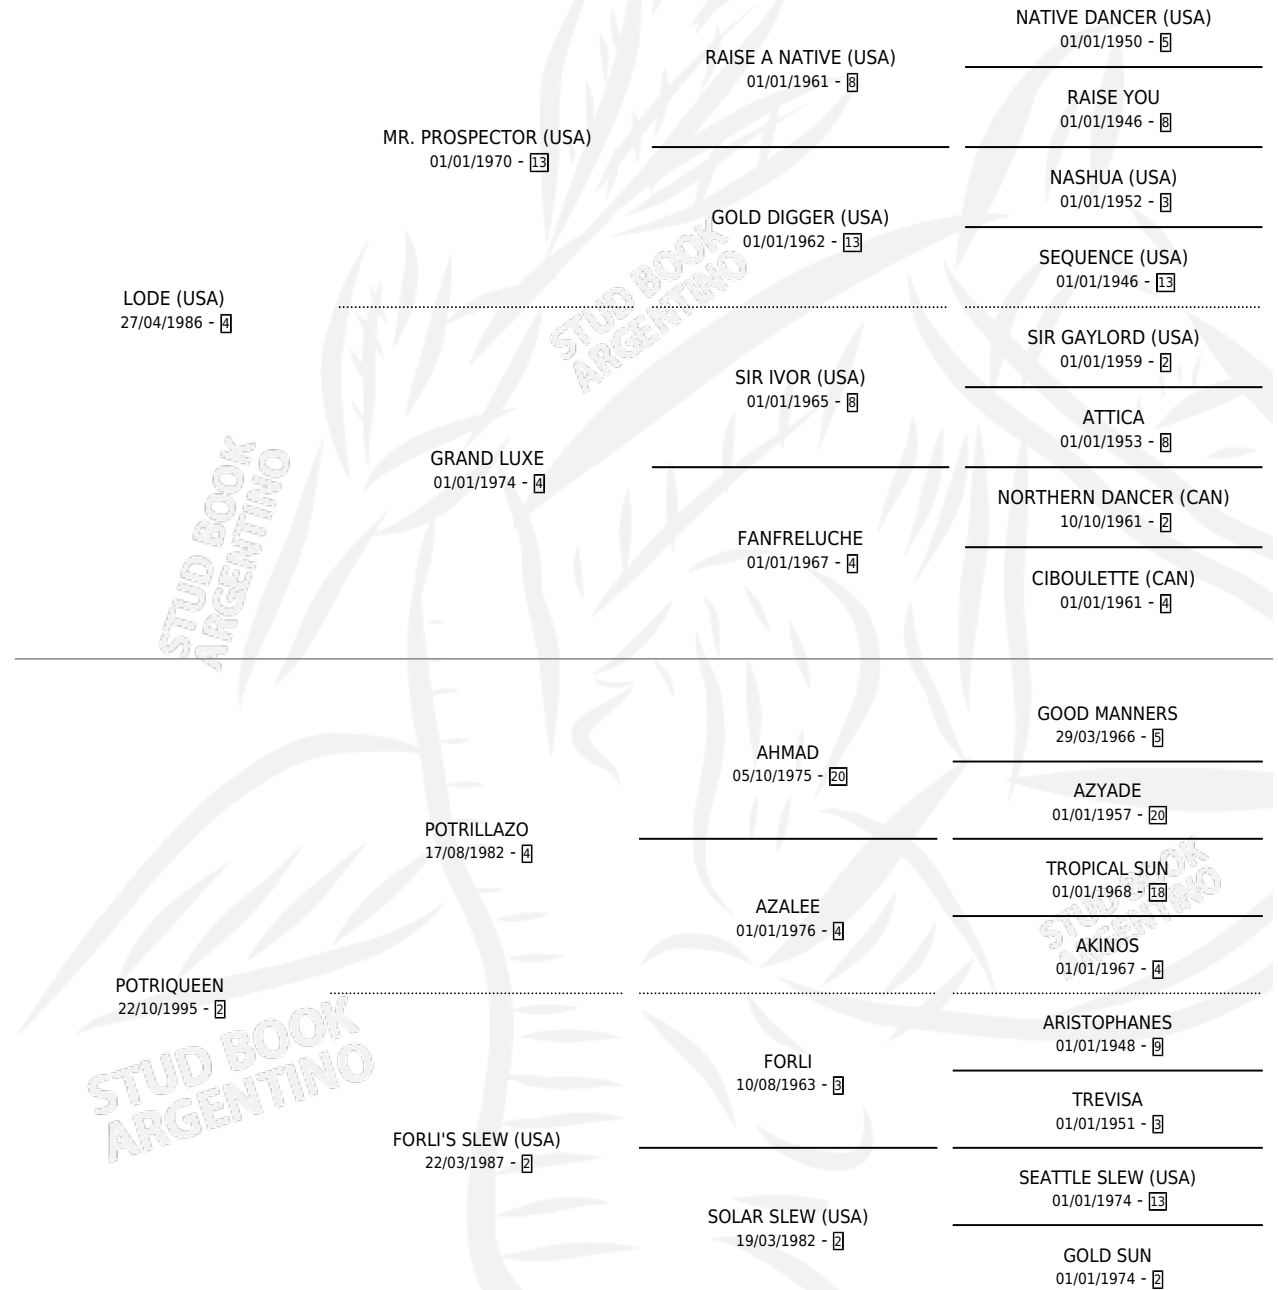 NATIVE DANCER (USA)
01/01/1950 - 5
RAISE A NATIVE (USA)
01/01/1961 - 8
RAISE YOU
01/01/1946 - 8
MR. PROSPECTOR (USA)
01/01/1970 - 13
NASHUA (USA)
01/01/1952 - 3
GOLD DIGGER (USA)
01/01/1962 - 13
SEQUENCE (USA)
01/01/1946 - 13
LODE (USA)
27/04/1986 - 4
STUD BOOK
ARGENTINO
SIR GAYLORD (USA)
01/01/1959 - 2
SIR IVOR (USA)
01/01/1965 - 8
ATTICA
01/01/1953 - 8
GRAND LUXE
01/01/1974 - 4
NORTHERN DANCER (CAN)
10/10/1961 - 2
FANFRELUCHE
01/01/1967 - 4
CIBOULETTE (CAN)
01/01/1961 - 4
STUD BOOK
ARGENTINO
GOOD MANNERS
29/03/1966 - 5
AHMAD
05/10/1975 - 20
AZYADE
01/01/1957 - 20
POTRILLAZO
17/08/1982 - 4
TROPICAL SUN
01/01/1968 - 18
AZALEE
01/01/1976 - 4
STUD BOOK
ARGENTINO
AKINOS
01/01/1967 - 4
POTRIQUEEN
22/10/1995 - 2
STUD BOOK
ARGENTINO
ARISTOPHANES
01/01/1948 - 9
FORLI
10/08/1963 - 3
TREVISA
01/01/1951 - 3
FORLI'S SLEW (USA)
22/03/1987 - 2
SEATTLE SLEW (USA)
01/01/1974 - 13
SOLAR SLEW (USA)
19/03/1982 - 2
GOLD SUN
01/01/1974 - 2